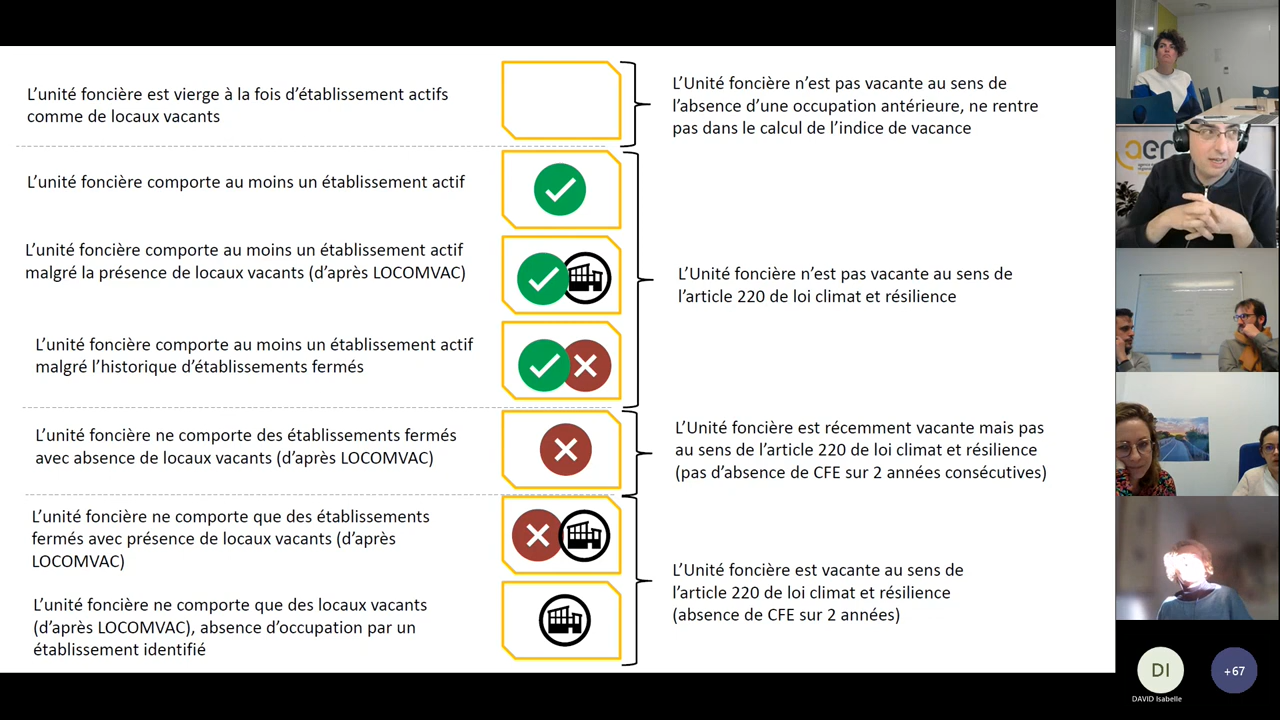 L’unité foncière est vierge à la fois d’établissement actifs
comme de locaux vacants
L’Unité foncière n’est pas vacante au sens de
l’absence d’une occupation antérieure, ne rentre
pas dans le calcul de l’indice de vacance
L’unité foncière comporte au moins un établissement actif
L’unité foncière comporte au moins un établissement actif
malgré la présence de locaux vacants (d’après LOCOMVAC)
L’unité foncière comporte au moins un établissement actif
malgré l’historique d’établissements fermés
L’Unité foncière n’est pas vacante au sens de
l’article 220 de loi climat et résilience
L’unité foncière ne comporte des établissements fermés
avec absence de locaux vacants (d’après LOCOMVAC)
L’Unité foncière est récemment vacante mais pas
au sens de l’article 220 de loi climat et résilience
(pas d’absence de CFE sur 2 années consécutives)
L’unité foncière ne comporte que des établissements
fermés avec présence de locaux vacants (d’après
LOCOMVAC)
L’unité foncière ne comporte que des locaux vacants
(d’après LOCOMVAC), absence d’occupation par un
établissement identifié
L’Unité foncière est vacante au sens de
l’article 220 de loi climat et résilience
(absence de CFE sur 2 années)
aer
DI
DAVID Isabelle
+67